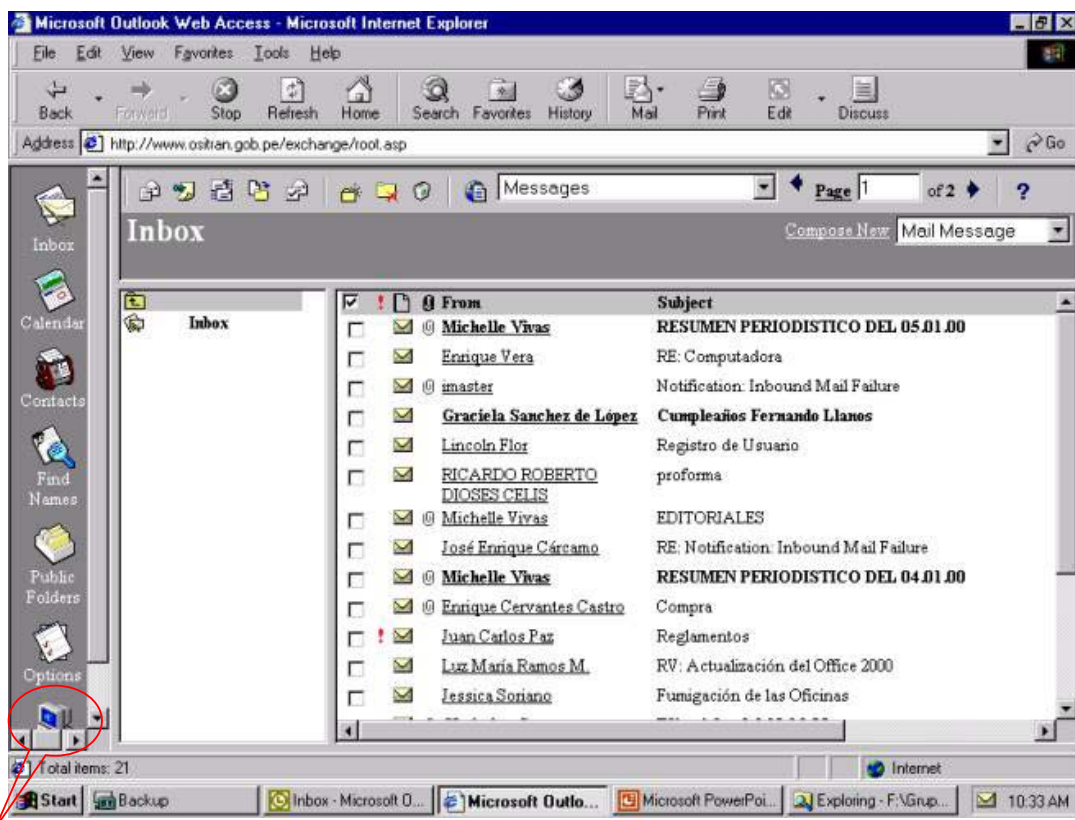 Microsoft Outlook Web Access - Microsoft Internet Explorer
File Edit View Favorites Tools Help
Back Forward Stop Refresh Home Search Favorites History Mail Print Edit Discuss
Address http://www.ositran.gob.pe/exchange/root.asp Go
Messages Page 1 of 2 ?
Inbox Compose New Mail Message
Inbox
Calendar
Contacts
Find
Names
Public
Folders
Options
Inbox
! From Subject
Michelle Vivas RESUMEN PERIODISTICO DEL 05.01.00
Enrique Vera RE: Computadora
imaster Notification: Inbound Mail Failure
Graciela Sanchez de López Cumpleaños Fernando Llanos
Lincoln Flor Registro de Usuario
RICARDO ROBERTO proforma
DIOSES CELIS
Michelle Vivas EDITORIALES
José Enrique Cárcamo RE: Notification: Inbound Mail Failure
Michelle Vivas RESUMEN PERIODISTICO DEL 04.01.00
Enrique Cervantes Castro Compra
! Juan Carlos Paz Reglamentos
Luz María Ramos M. RV: Actualización del Office 2000
Jessica Soriano Fumigación de las Oficinas
Total items: 21 Internet
Start Backup Inbox - Microsoft O... Microsoft Outlo... Microsoft PowerPoi... Exploring - F:\Grup... 10:33 AM